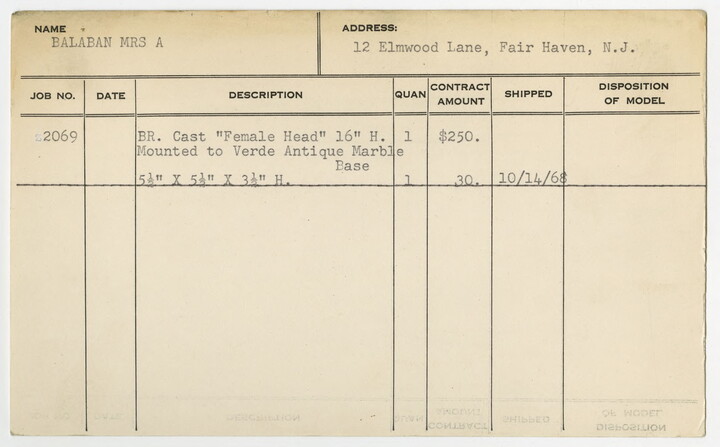 NAME
BALABAN MRS A
ADDRESS:
12 Elmwood Lane, Fair Haven, N.J.
JOB NO. DATE DESCRIPTION QUAN CONTRACT AMOUNT SHIPPED DISPOSITION OF MODEL
2069 BR. Cast "Female Head" 16" H. 1 $250.
Mounted to Verde Antique Marble
Base
5½" X 5½" X 3½" H. 1 30. 10/14/68